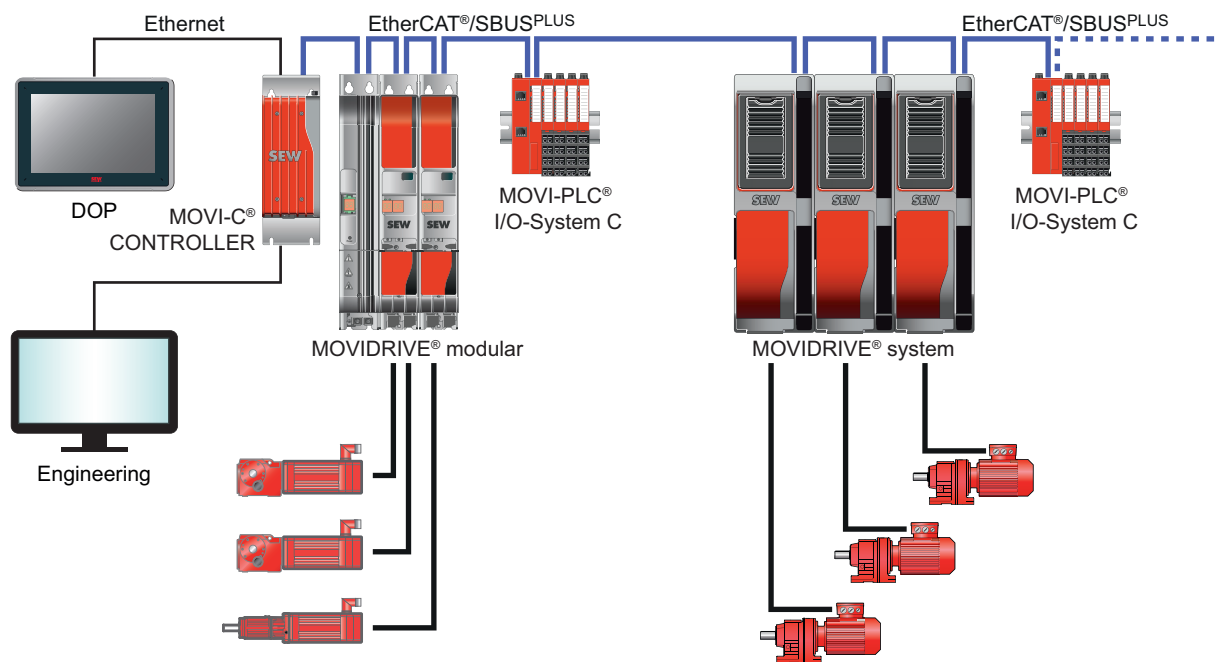 Ethernet
EtherCAT®/SBUSPLUS
EtherCAT®/SBUSPLUS
SEW
SEW
SEW
SEW
SEW
SEW
SEW
DOP
MOVI-C®
CONTROLLER
MOVI-PLC®
I/O-System C
MOVI-PLC®
I/O-System C
MOVIDRIVE® modular
MOVIDRIVE® system
Engineering